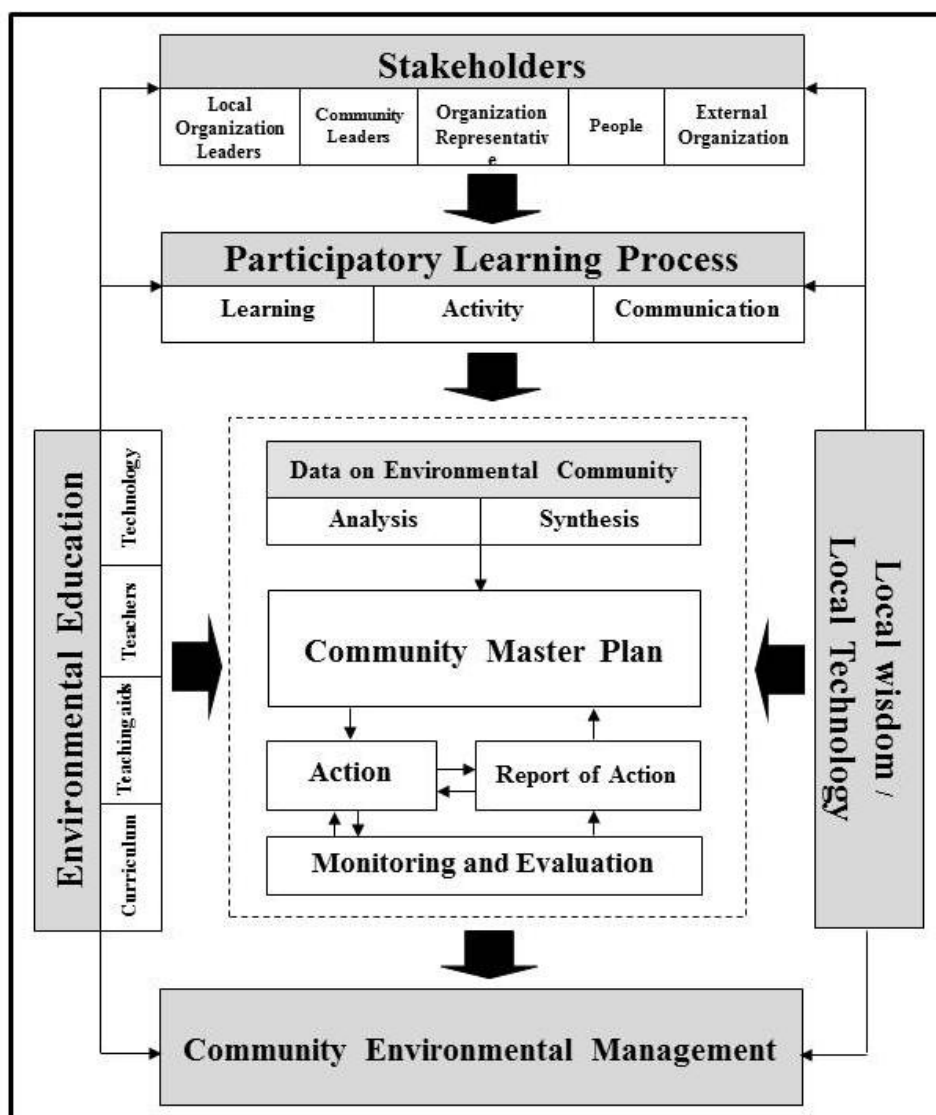 Stakeholders
Local
Organization
Leaders
Community
Leaders
Organization
Representativ
e
People
External
Organization
Participatory Learning Process
Learning
Activity
Communication
Environmental Education
Technology
Teachers
Teaching aids
Curriculum
Data on Environmental Community
Analysis
Synthesis
Community Master Plan
Action
Report of Action
Monitoring and Evaluation
Local wisdom /
Local Technology
Community Environmental Management